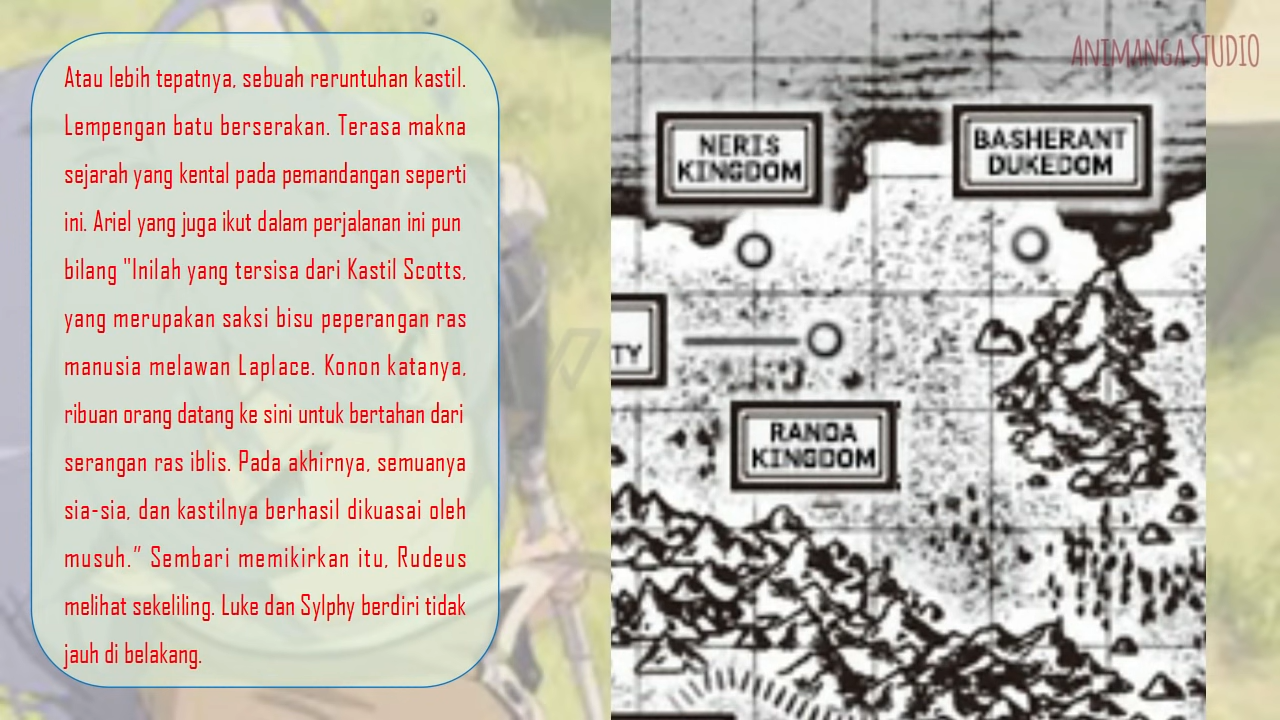 Atau lebih tepatnya, sebuah reruntuhan kastil.
Lempengan batu berserakan. Terasa makna
sejarah yang kental pada pemandangan seperti
ini. Ariel yang juga ikut dalam perjalanan ini pun
bilang "Inilah yang tersisa dari Kastil Scotts,
yang merupakan saksi bisu peperangan ras
manusia melawan Laplace. Konon katanya,
ribuan orang datang ke sini untuk bertahan dari
serangan ras iblis. Pada akhirnya, semuanya
sia-sia, dan kastilnya berhasil dikuasai oleh
musuh.” Sembari memikirkan itu, Rudeus
melihat sekeliling. Luke dan Sylphy berdiri tidak
jauh di belakang.
ANIMANGA STUDIO
NERIS
KINGDOM
BASHERANT
DUKEDOM
TY
RANOA
KINGDOM